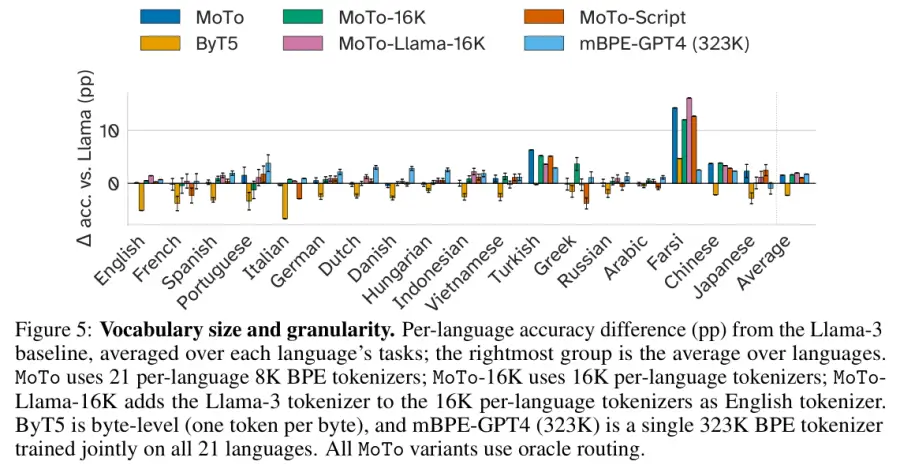 MoTo
MoTo-16K
MoTo-Script
ByT5
MoTo-Llama-16K
mBPE-GPT4 (323K)
Δ acc. vs. Llama (pp)
10
0
English
French
Spanish
Portuguese
Italian
German
Dutch
Danish
Hungarian
Indonesian
Vietnamese
Turkish
Greek
Russian
Arabic
Farsi
Chinese
Japanese
Average
Figure 5: Vocabulary size and granularity. Per-language accuracy difference (pp) from the Llama-3
baseline, averaged over each language's tasks; the rightmost group is the average over languages.
MoTo uses 21 per-language 8K BPE tokenizers; MoTo-16K uses 16K per-language tokenizers; MoTo-
Llama-16K adds the Llama-3 tokenizer to the 16K per-language tokenizers as English tokenizer.
ByT5 is byte-level (one token per byte), and mBPE-GPT4 (323K) is a single 323K BPE tokenizer
trained jointly on all 21 languages. All MoTo variants use oracle routing.